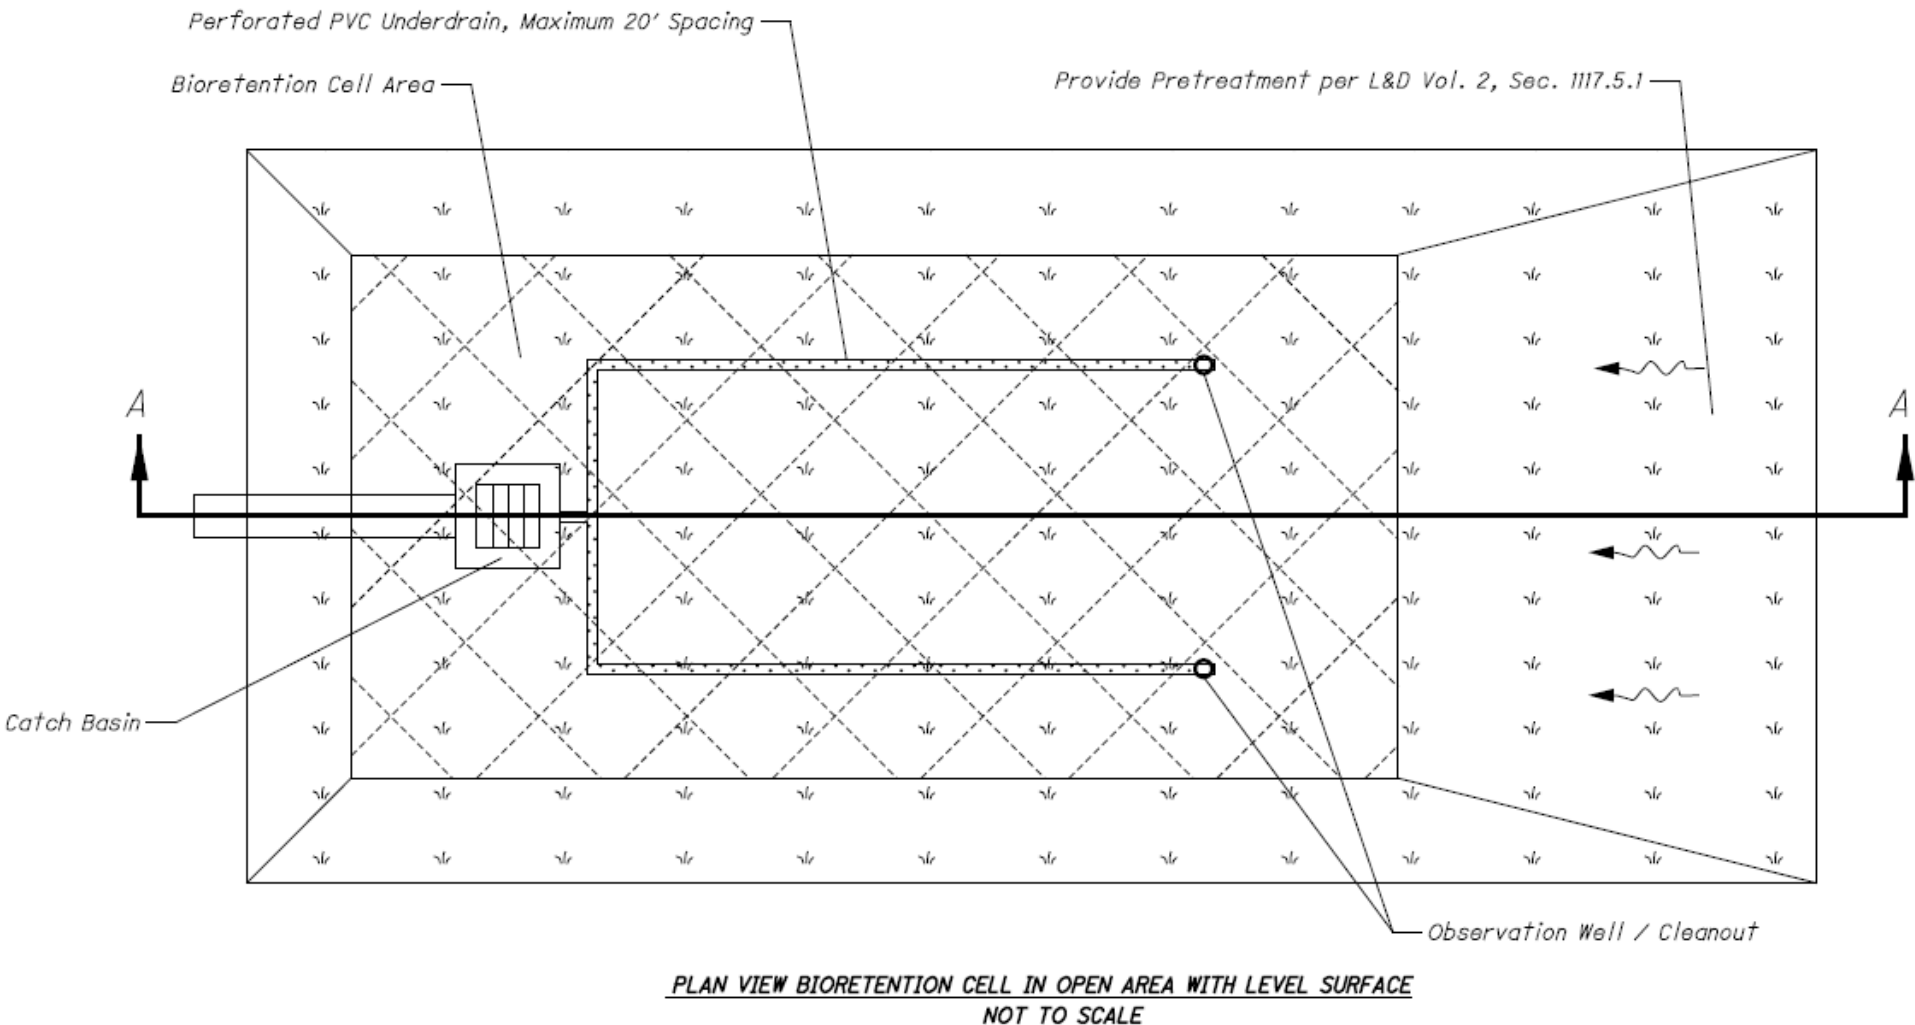 Perforated PVC Underdrain, Maximum 20' Spacing
Bioretention Cell Area
Provide Pretreatment per L&D Vol. 2, Sec. 1117.5.1
A
A
Catch Basin
Observation Well / Cleanout
PLAN VIEW BIORETENTION CELL IN OPEN AREA WITH LEVEL SURFACE
NOT TO SCALE